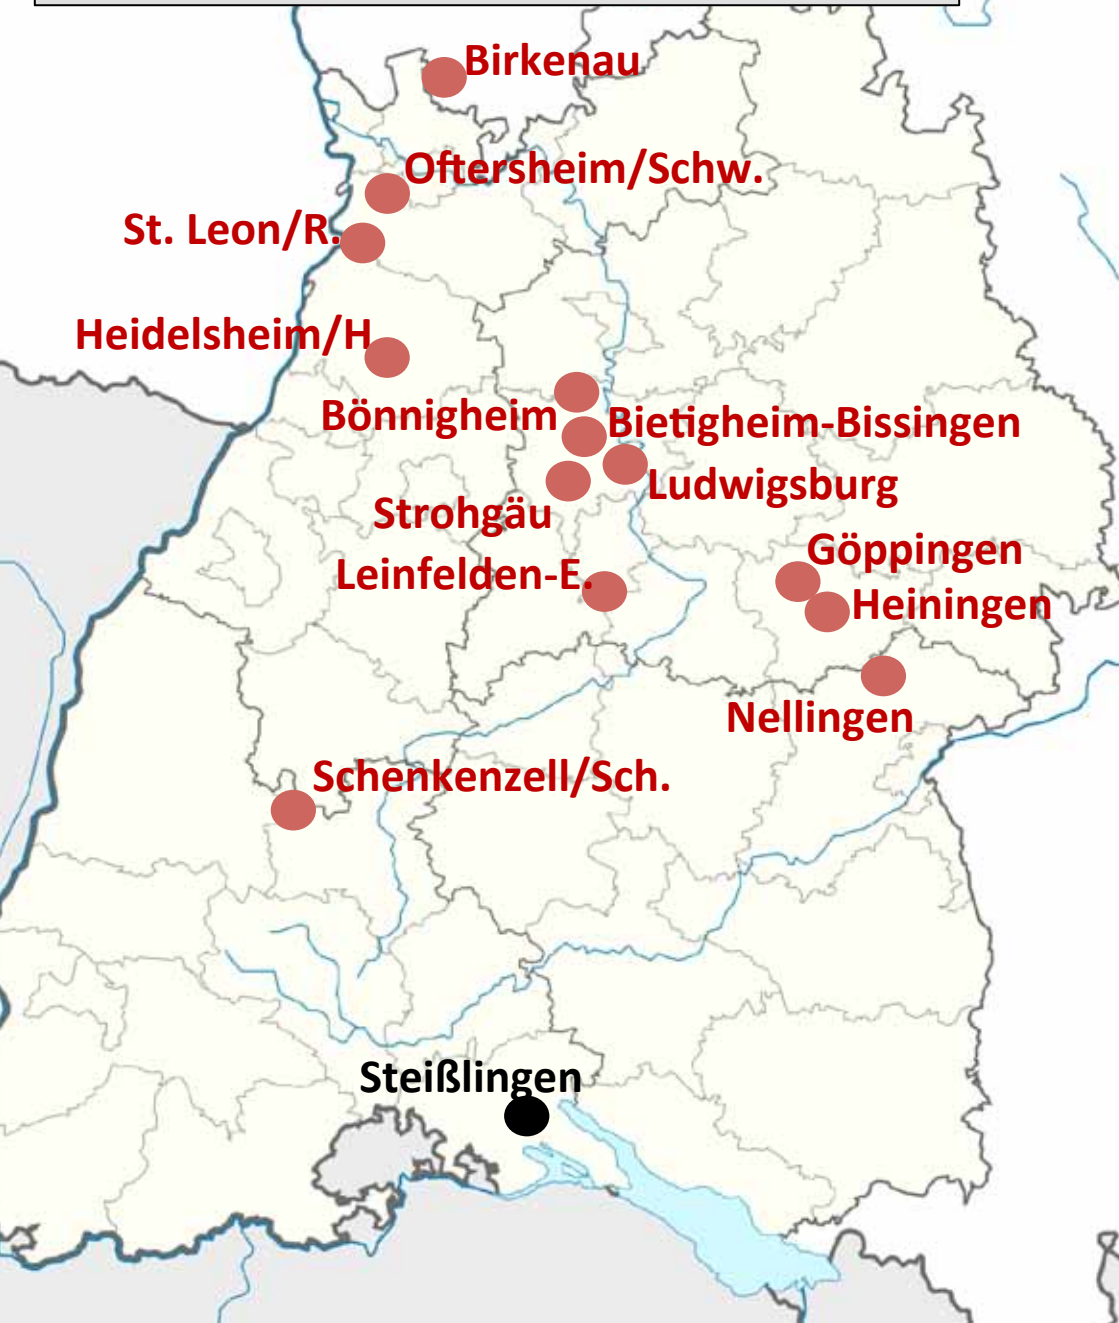 Birkenau
Oftersheim/Schw.
St. Leon/R.
Heidelsheim/H
Bönnigheim
Bietigheim-Bissingen
Ludwigsburg
Strohgäu
Göppingen
Leinfelden-E.
Heiningen
Nellingen
Schenkenzell/Sch.
Steißlingen